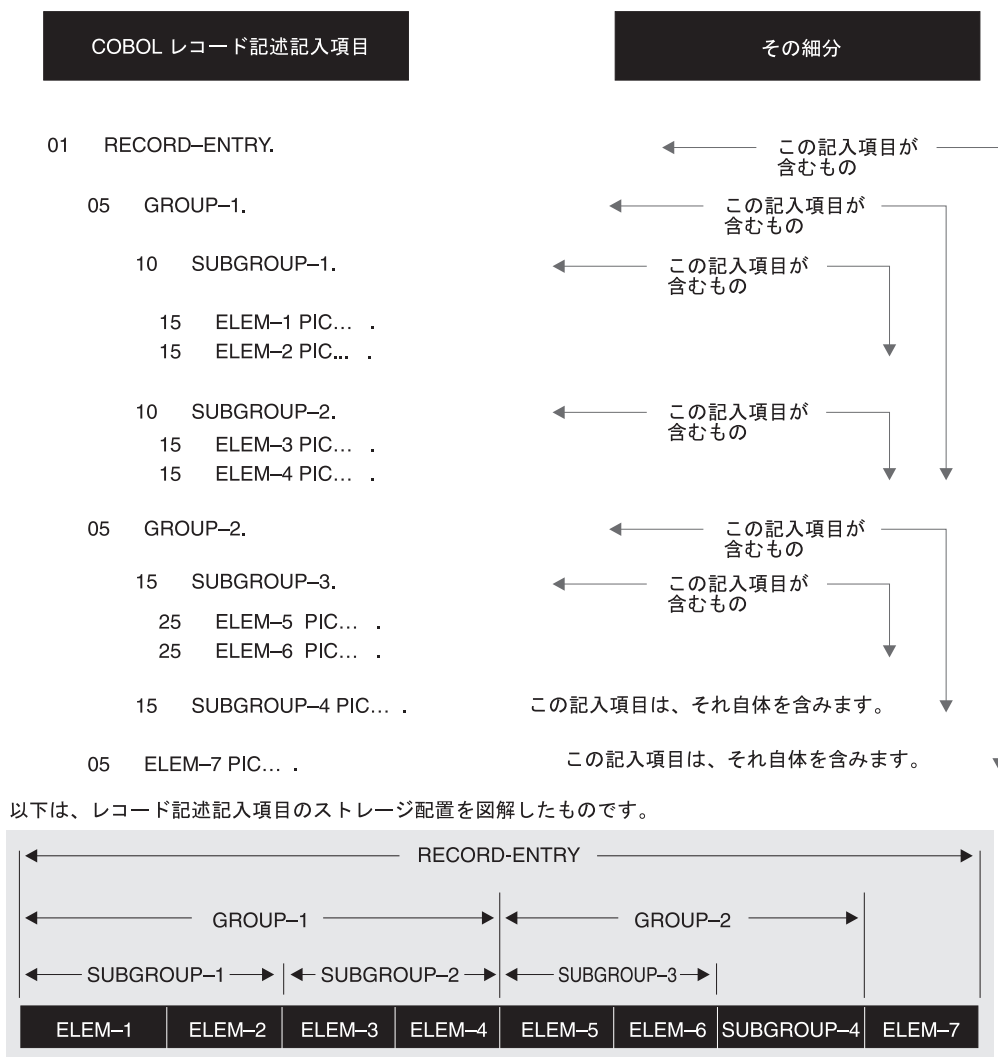 COBOL レコード記述記入項目
その細分
01 RECORD–ENTRY.
この記入項目が
含むもの
05 GROUP–1.
この記入項目が
含むもの
10 SUBGROUP–1.
この記入項目が
含むもの
15 ELEM–1 PIC... .
15 ELEM–2 PIC... .
10 SUBGROUP–2.
この記入項目が
含むもの
15 ELEM–3 PIC... .
15 ELEM–4 PIC... .
05 GROUP–2.
この記入項目が
含むもの
15 SUBGROUP–3.
この記入項目が
含むもの
25 ELEM–5 PIC... .
25 ELEM–6 PIC... .
15 SUBGROUP–4 PIC... .
この記入項目は、それ自体を含みます。
05 ELEM–7 PIC... .
この記入項目は、それ自体を含みます。
以下は、レコード記述記入項目のストレージ配置を図解したものです。
RECORD-ENTRY
GROUP–1 GROUP–2
SUBGROUP–1 SUBGROUP–2 SUBGROUP–3
ELEM–1 ELEM–2 ELEM–3 ELEM–4 ELEM–5 ELEM–6 SUBGROUP–4 ELEM–7